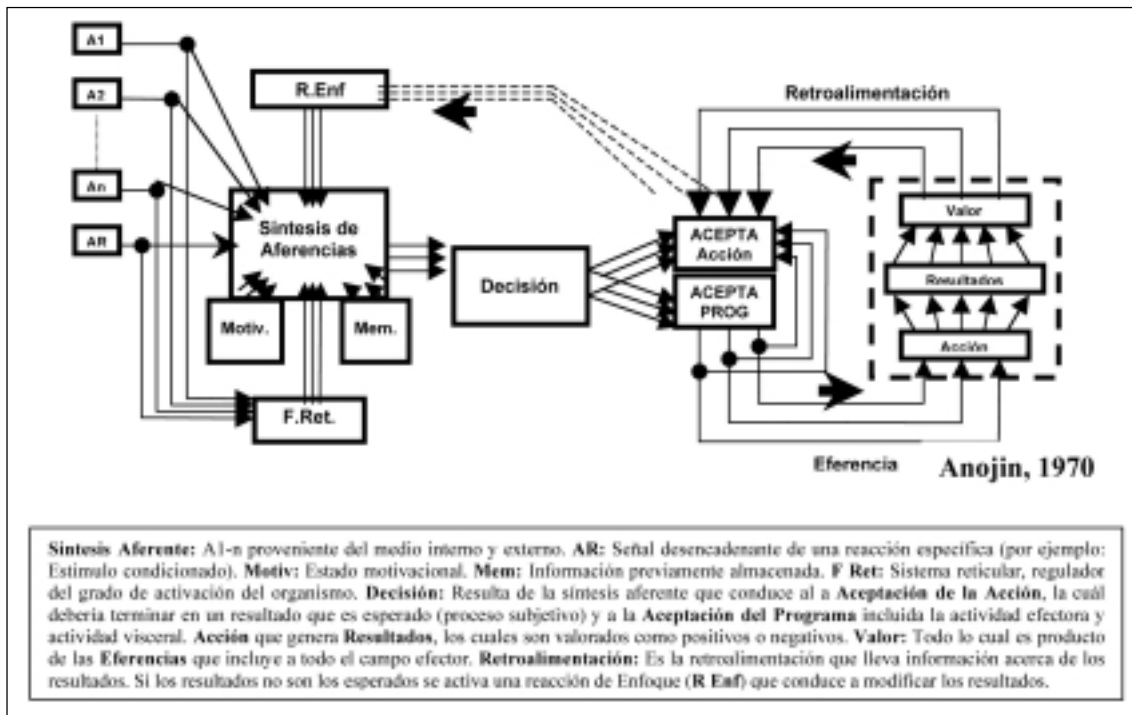 A1
A2
An
AR
R.Enf
Síntesis de
Aferencias
Motiv.
Mem.
F.Ret.
Decisión
ACEPTA
Acción
ACEPTA
PROG
Retroalimentación
Valor
Resultados
Acción
Eferencia
Anojin, 1970
Síntesis Aferente: A1-n proveniente del medio interno y externo. AR: Señal desencadenante de una reacción específica (por ejemplo:
Estímulo condicionado). Motiv: Estado motivacional. Mem: Información previamente almacenada. F Ret: Sistema reticular, regulador
del grado de activación del organismo. Decisión: Resulta de la síntesis aferente que conduce al a Aceptación de la Acción, la cuál
debería terminar en un resultado que es esperado (proceso subjetivo) y a la Aceptación del Programa incluida la actividad efectora y
actividad visceral. Acción que genera Resultados, los cuales son valorados como positivos o negativos. Valor: Todo lo cual es producto
de las Eferencias que incluye a todo el campo efector. Retroalimentación: Es la retroalimentación que lleva información acerca de los
resultados. Si los resultados no son los esperados se activa una reacción de Enfoque (R Enf) que conduce a modificar los resultados.